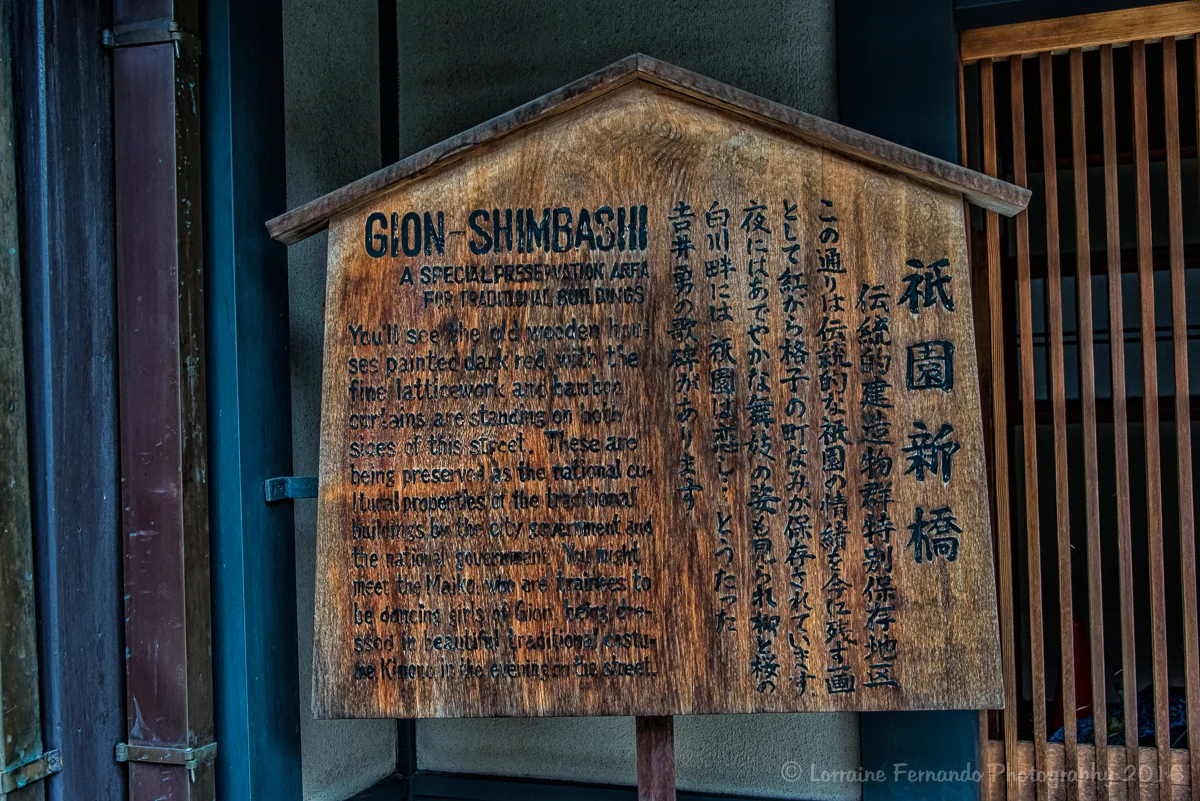 GION-SHIMBASHI
A SPECIAL PRESERVATION AREA
FOR TRADITIONAL BUILDINGS
You'll see the old wooden hou-
ses painted dark red with the
fine latticework and bamboo
curtains are standing on both
sides of this street. These are
being preserved as the national cu-
ltural properties of the traditional
buildings by the city government and
the national government. You might
meet the Maiko, who are trainees to
be dancing girls of Gion being dre-
ssed in beautiful traditional costu-
me Kimono in the evening on the street.
祇園新橋
伝統的建造物群特別保存地区
この通りは伝統的な祇園の情緒を今に残す画
として紅がら格子の町なみが保存されています
夜にはあでやかな舞妓の姿も見られ柳と桜の
白川畔には祇園は恋し…とうたった
吉井勇の歌碑があります
© Lorraine Fernando Photography 2016